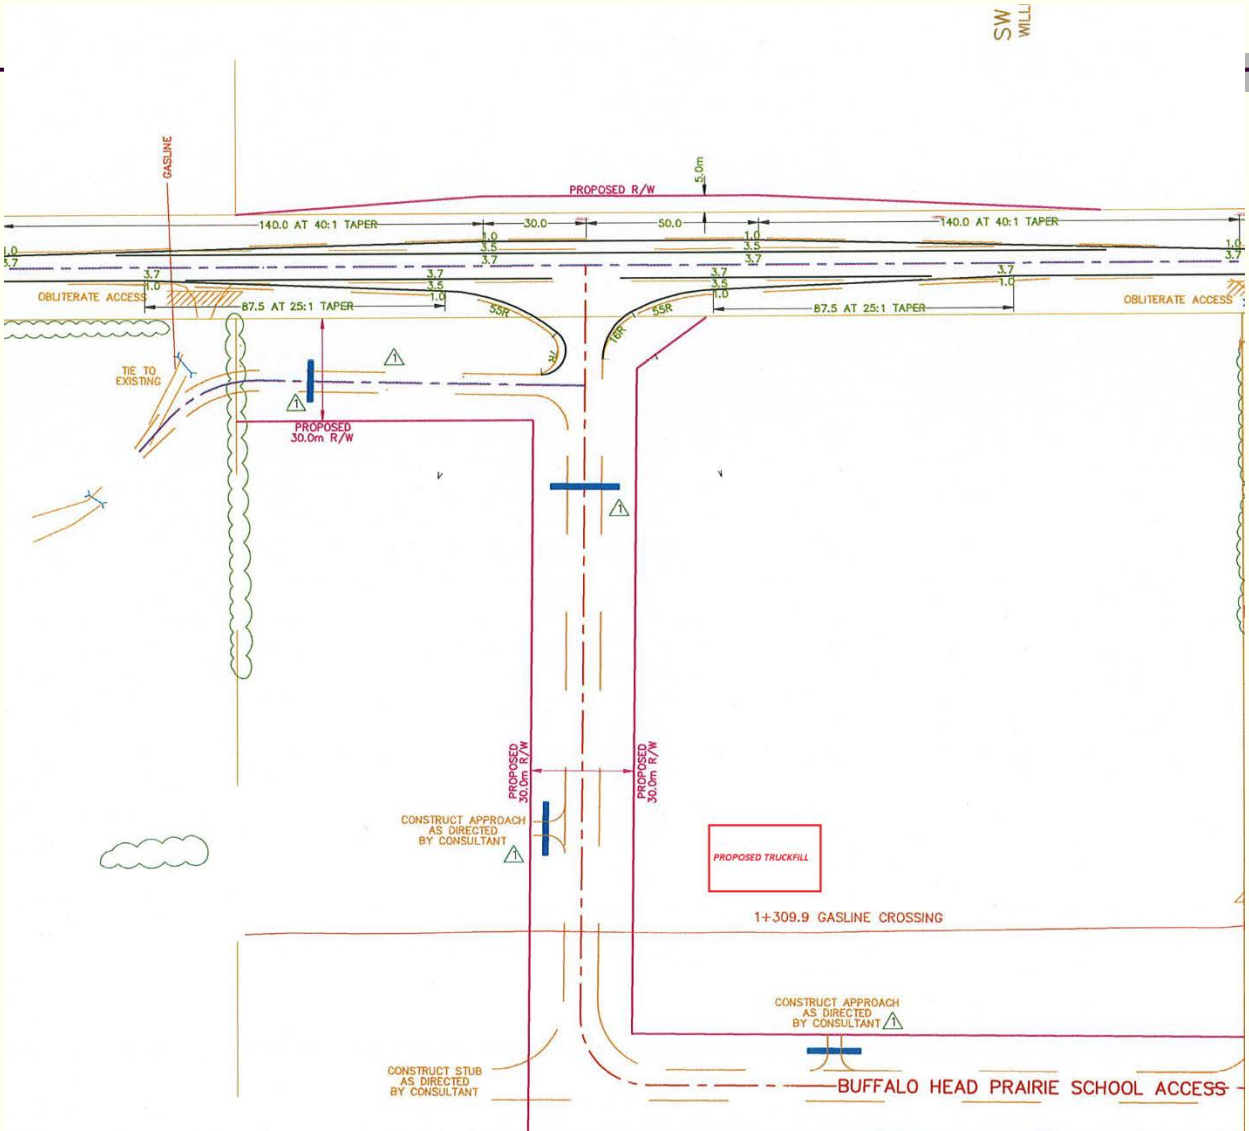 SW
WILL
GASLINE
5.0m
PROPOSED R/W
140.0 AT 40:1 TAPER
30.0
50.0
140.0 AT 40:1 TAPER
1.0
3.5
3.7
1.0
3.5
3.7
1.0
3.7
1.0
3.7
3.7
1.0
3.7
3.5
1.0
3.7
3.5
1.0
3.7
1.0
OBLITERATE ACCESS
87.5 AT 25:1 TAPER
55R
55R
16R
7R
87.5 AT 25:1 TAPER
OBLITERATE ACCESS
TIE TO
EXISTING
1
1
PROPOSED
30.0m R/W
1
PROPOSED
30.0m R/W
PROPOSED
30.0m R/W
CONSTRUCT APPROACH
AS DIRECTED
BY CONSULTANT
1
PROPOSED TRUCKFILL
1+309.9 GASLINE CROSSING
CONSTRUCT APPROACH
AS DIRECTED
BY CONSULTANT
1
CONSTRUCT STUB
AS DIRECTED
BY CONSULTANT
BUFFALO HEAD PRAIRIE SCHOOL ACCESS